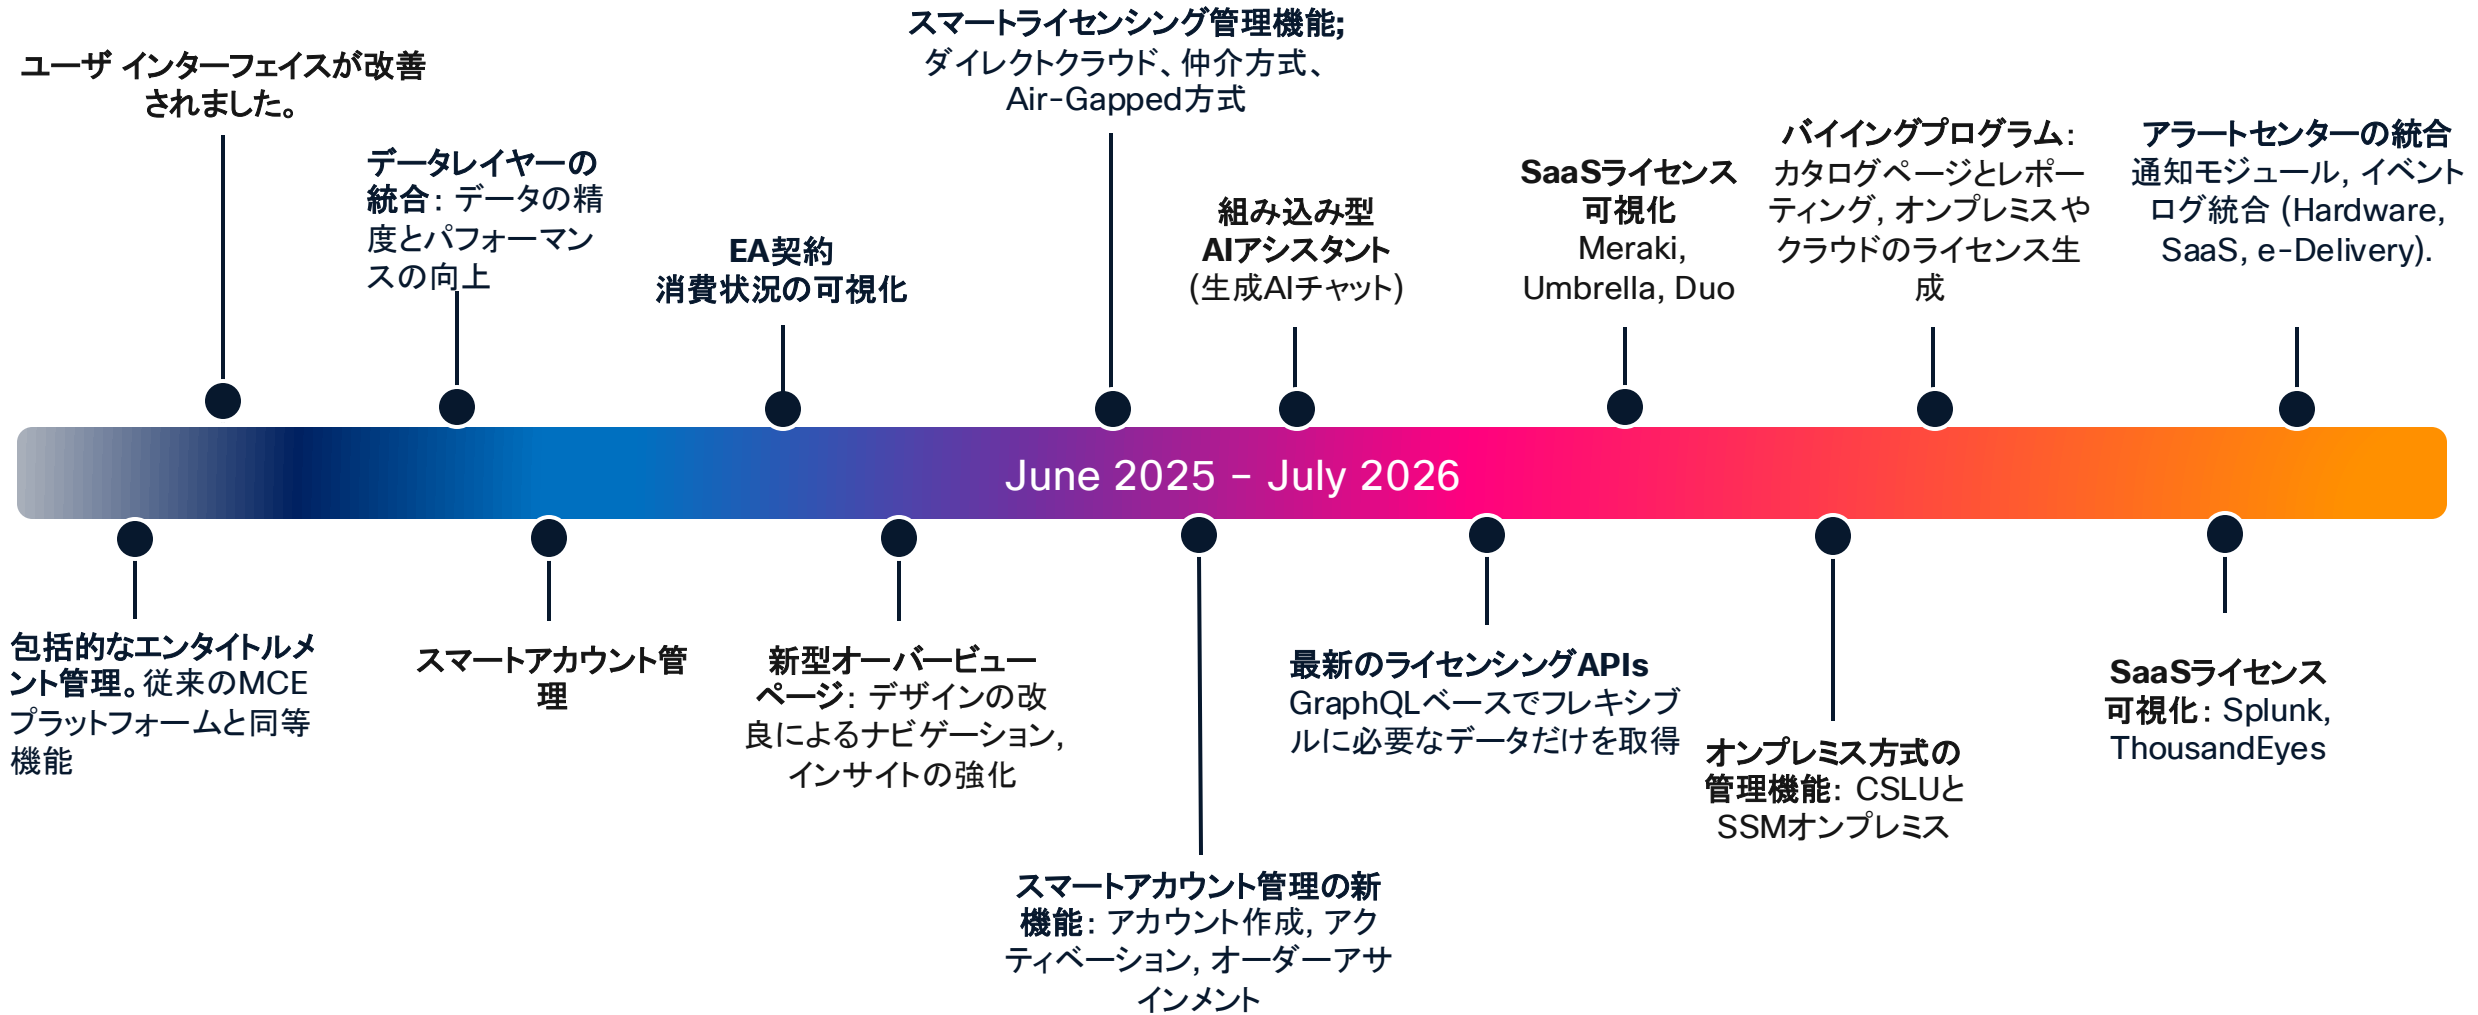 ユーザ インターフェイスが改善
されました。
データレイヤーの
統合: データの精
度とパフォーマン
スの向上
EA契約
消費状況の可視化
スマートライセンシング管理機能;
ダイレクトクラウド、仲介方式、
Air-Gapped方式
組み込み型
AIアシスタント
(生成AIチャット)
SaaSライセンス
可視化
Meraki,
Umbrella, Duo
バイイングプログラム:
カタログページとレポー
ティング, オンプレミスや
クラウドのライセンス生
成
アラートセンターの統合
通知モジュール, イベント
ログ統合 (Hardware,
SaaS, e-Delivery).
June 2025 – July 2026
包括的なエンタイトルメ
ント管理。従来のMCE
プラットフォームと同等
機能
スマートアカウント管
理
新型オーバービュー
ページ: デザインの改
良によるナビゲーション,
インサイトの強化
スマートアカウント管理の新
機能: アカウント作成, アク
ティベーション, オーダーアサ
インメント
最新のライセンシングAPIs
GraphQLベースでフレキシブ
ルに必要なデータだけを取得
オンプレミス方式の
管理機能: CSLUと
SSMオンプレミス
SaaSライセンス
可視化: Splunk,
ThousandEyes